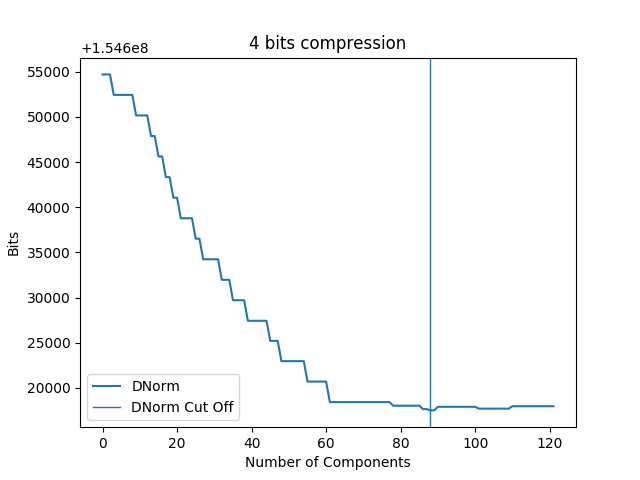 4 bits compression
+1.546e8
55000
50000
45000
40000
35000
30000
25000
20000
Bits
DNorm
DNorm Cut Off
0 20 40 60 80 100 120
Number of Components